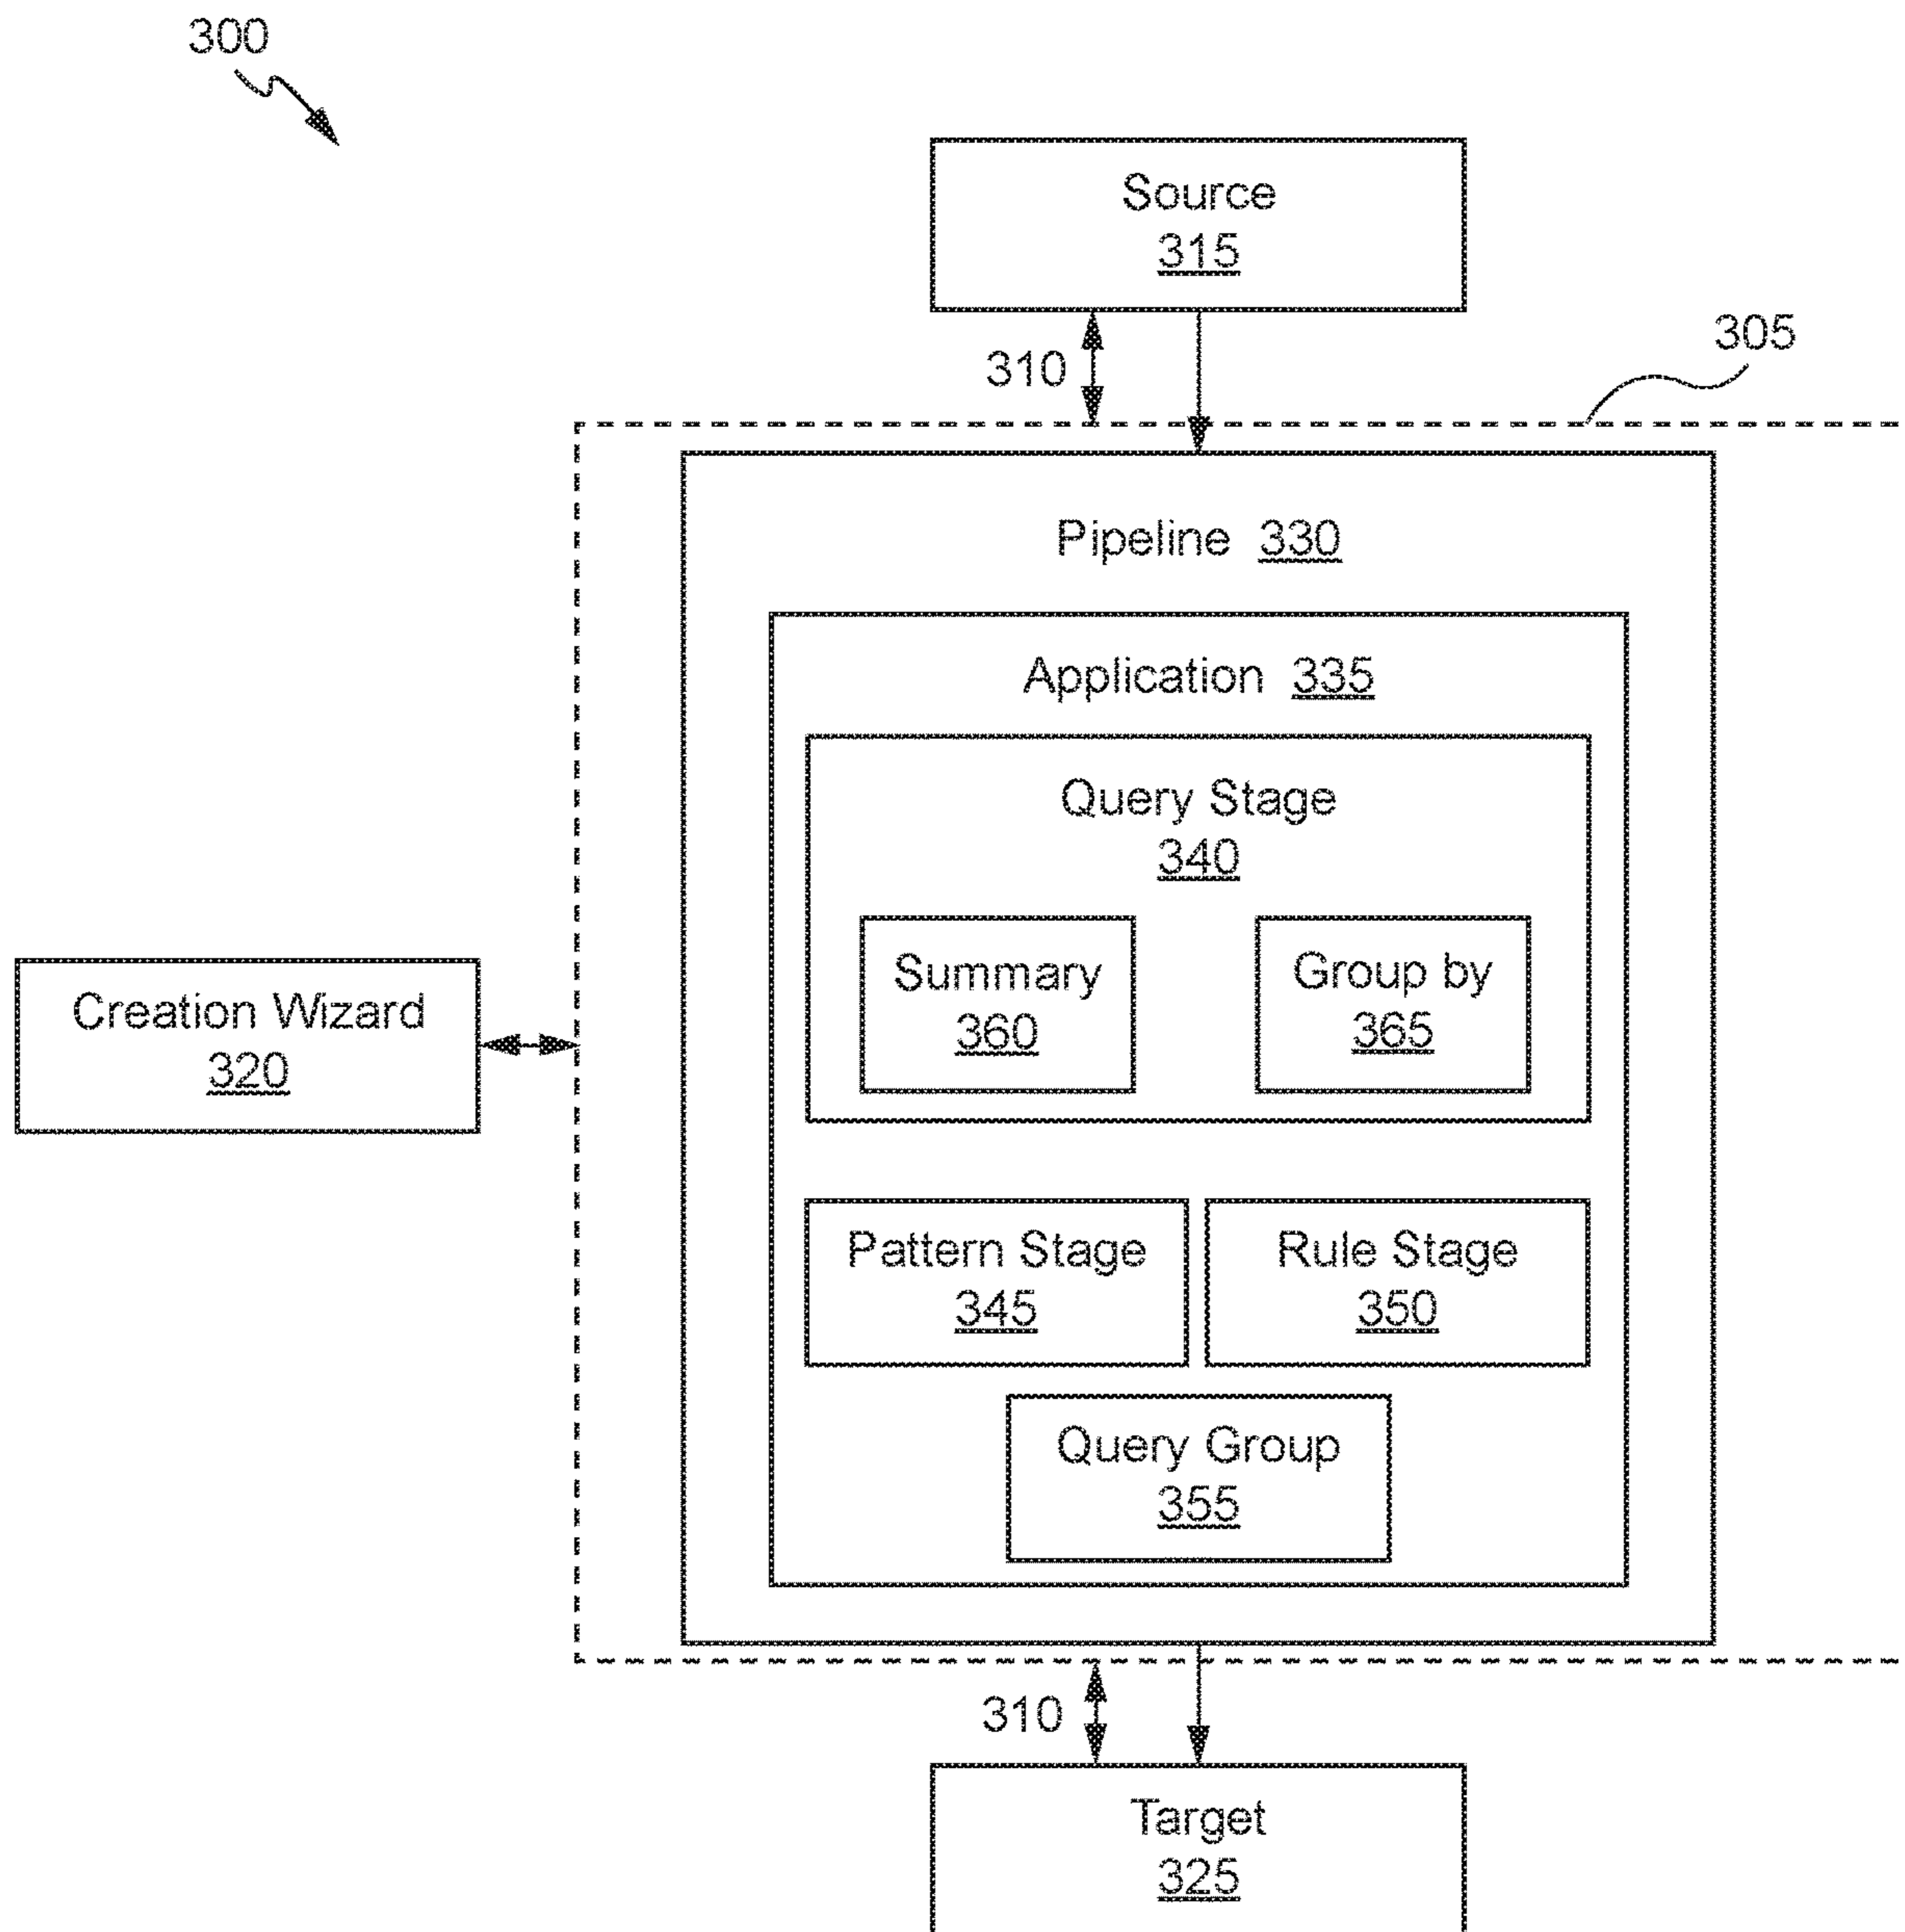 300
Source
315
305
310
Pipeline 330
Application 335
Query Stage
340
Summary
360
Group by
365
Creation Wizard
320
Pattern Stage
345
Rule Stage
350
Query Group
355
310
Target
325